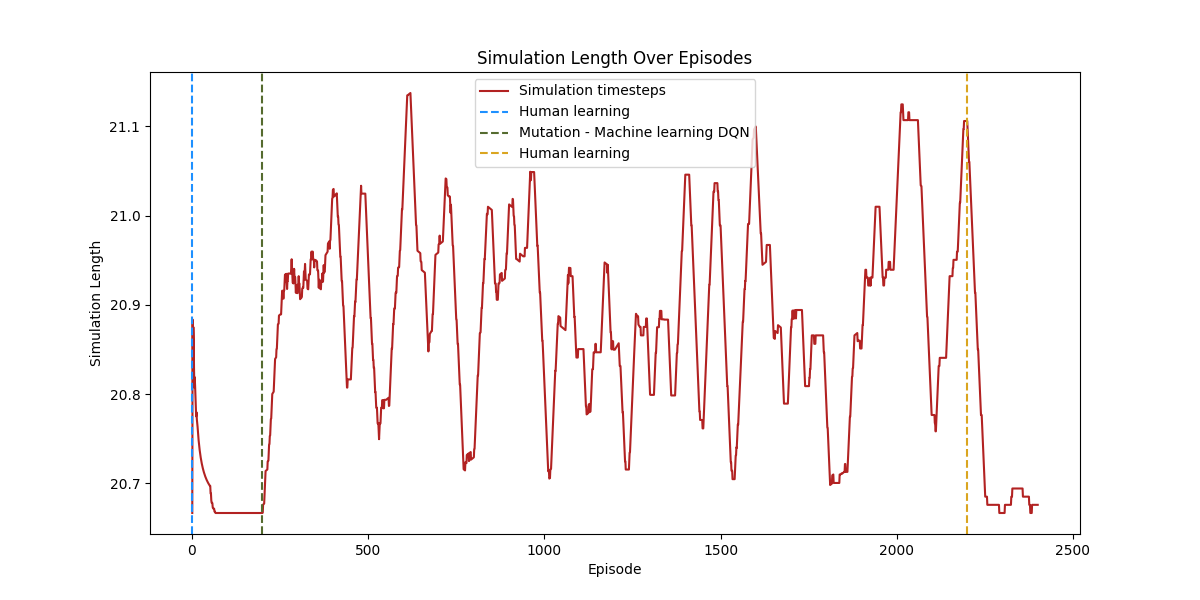 Simulation Length Over Episodes
Simulation timesteps
Human learning
Mutation - Machine learning DQN
Human learning
Simulation Length
21.1
21.0
20.9
20.8
20.7
0 500 1000 1500 2000 2500
Episode